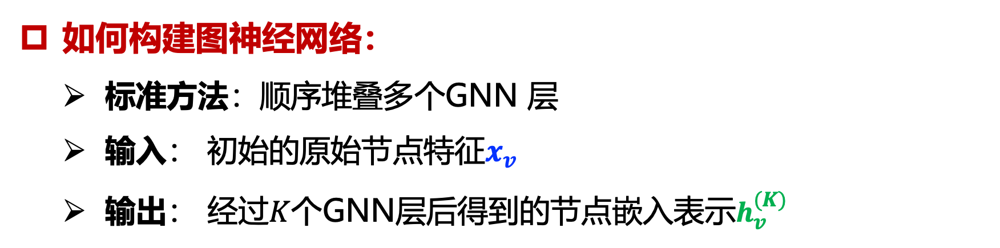 如何构建图神经网络：
标准方法：顺序堆叠多个GNN 层
输入： 初始的原始节点特征x_v
输出： 经过K个GNN层后得到的节点嵌入表示h_v^(K)